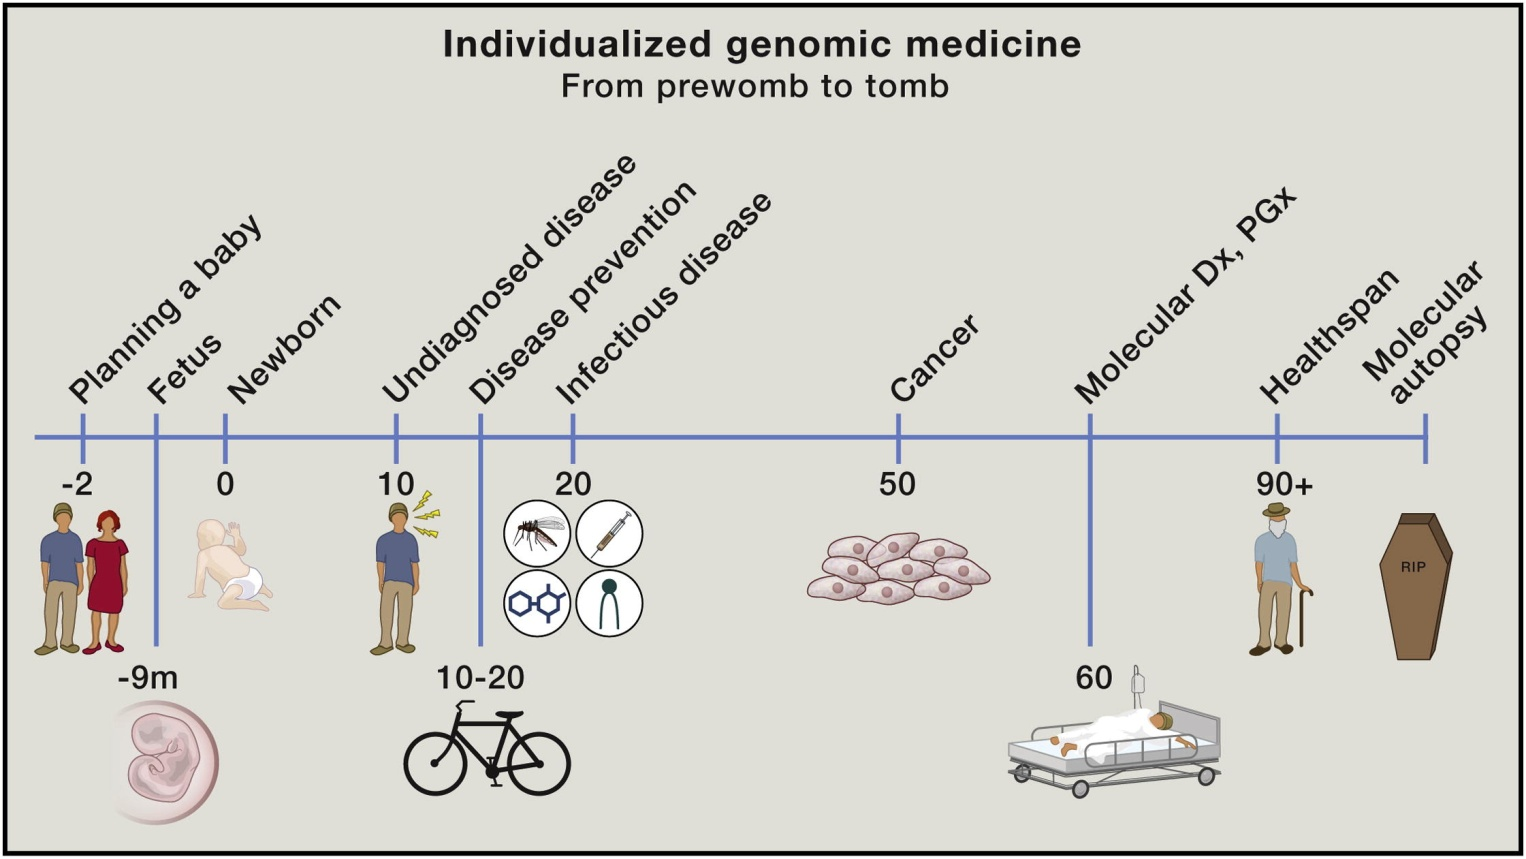 Individualized genomic medicine
From prewomb to tomb
Planning a baby
Fetus
Newborn
Undiagnosed disease
Disease prevention
Infectious disease
Cancer
Molecular Dx, PGx
Healthspan
Molecular
autopsy
-2
0
10
20
50
90+
RIP
-9m
10-20
60